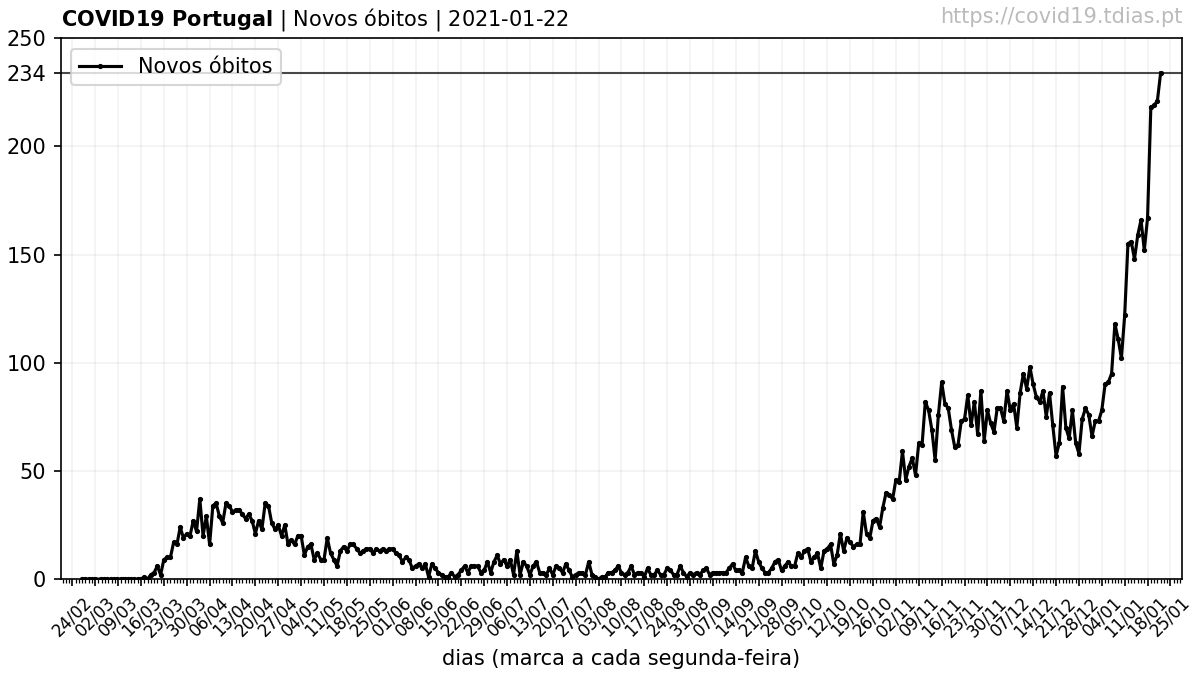 COVID19 Portugal | Novos óbitos | 2021-01-22
https://covid19.tdias.pt
Novos óbitos
250
234
200
150
100
50
0
24/02 02/03 09/03 16/03 23/03 30/03 06/04 13/04 20/04 27/04 04/05 11/05 18/05 25/05 01/06 08/06 15/06 22/06 29/06 06/07 13/07 20/07 27/07 03/08 10/08 17/08 24/08 31/08 07/09 14/09 21/09 28/09 05/10 12/10 19/10 26/10 02/11 09/11 16/11 23/11 30/11 07/12 14/12 21/12 28/12 04/01 11/01 18/01 25/01
dias (marca a cada segunda-feira)